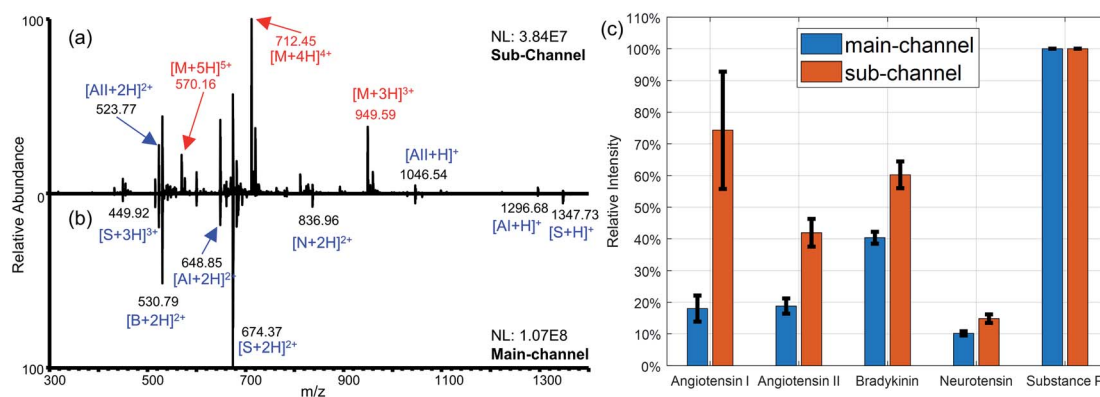 (a)
100
712.45
[M+4H]4+
NL: 3.84E7
Sub-Channel
[M+5H]5+
570.16
[AII+2H]2+
523.77
[M+3H]3+
949.59
[AII+H]+
1046.54
Relative Abundance
0
0
(b)
449.92
[S+3H]3+
648.85
[AI+2H]2+
836.96
[N+2H]2+
1296.68
[AI+H]+
1347.73
[S+H]+
530.79
[B+2H]2+
674.37
[S+2H]2+
NL: 1.07E8
Main-channel
100
300 500 700 900 1100 1300
m/z
(c)
main-channel
sub-channel
Relative Intensity
110%
100%
90%
80%
70%
60%
50%
40%
30%
20%
10%
0%
Angiotensin I Angiotensin II Bradykinin Neurotensin Substance P